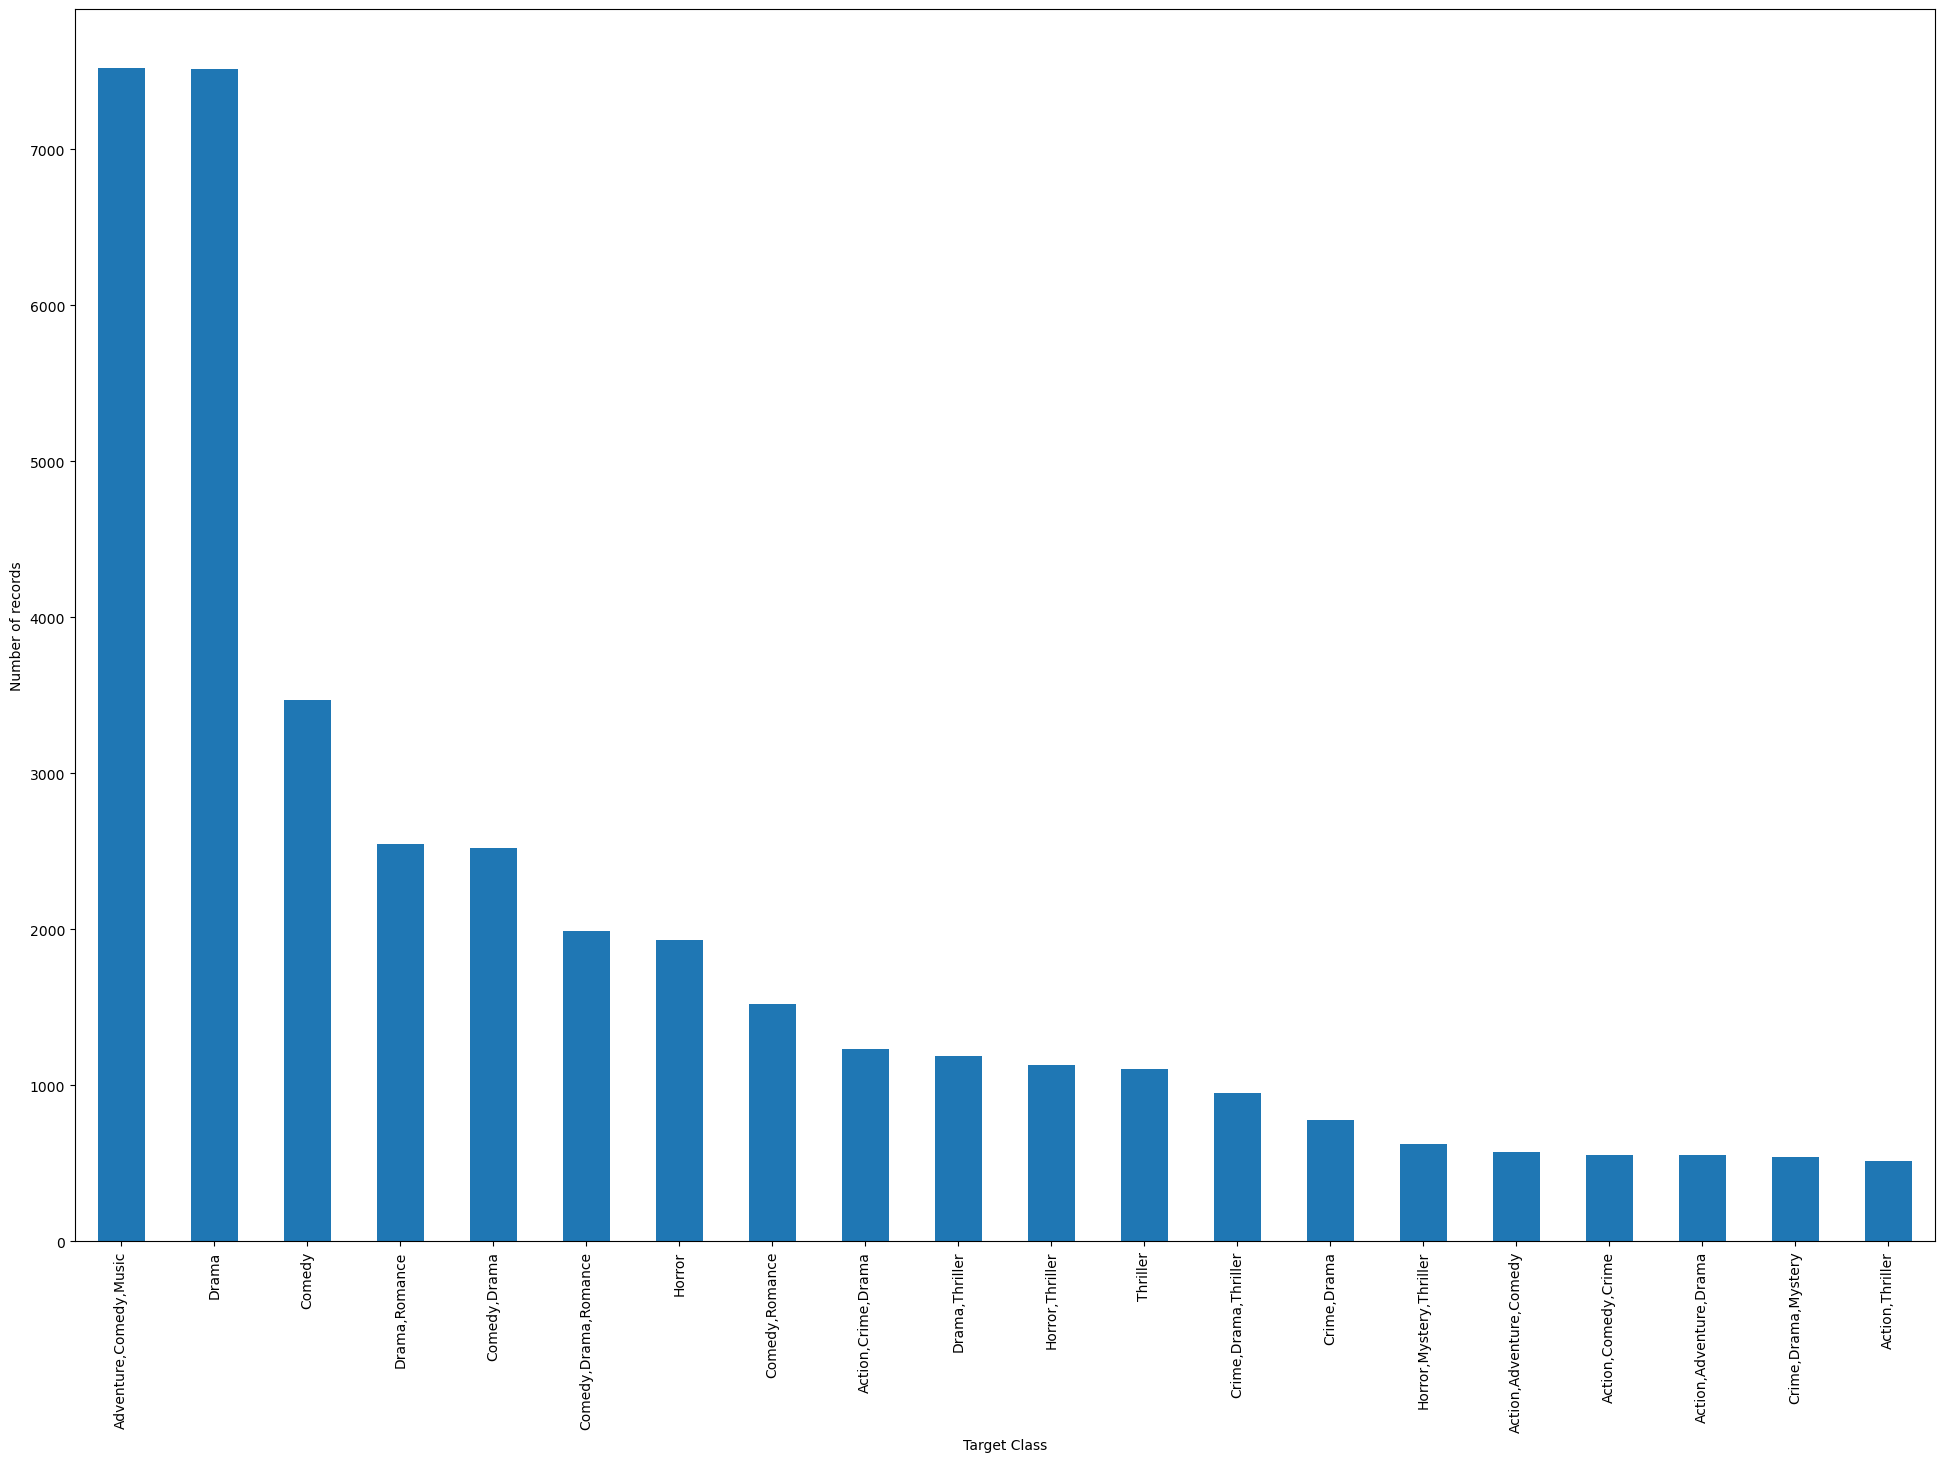 7000
6000
5000
4000
3000
2000
1000
0
Number of records
Adventure,Comedy,Music
Drama
Comedy
Drama,Romance
Comedy,Drama
Comedy,Drama,Romance
Horror
Comedy,Romance
Action,Crime,Drama
Drama,Thriller
Horror,Thriller
Thriller
Crime,Drama,Thriller
Crime,Drama
Horror,Mystery,Thriller
Action,Adventure,Comedy
Action,Comedy,Crime
Action,Adventure,Drama
Crime,Drama,Mystery
Action,Thriller
Target Class